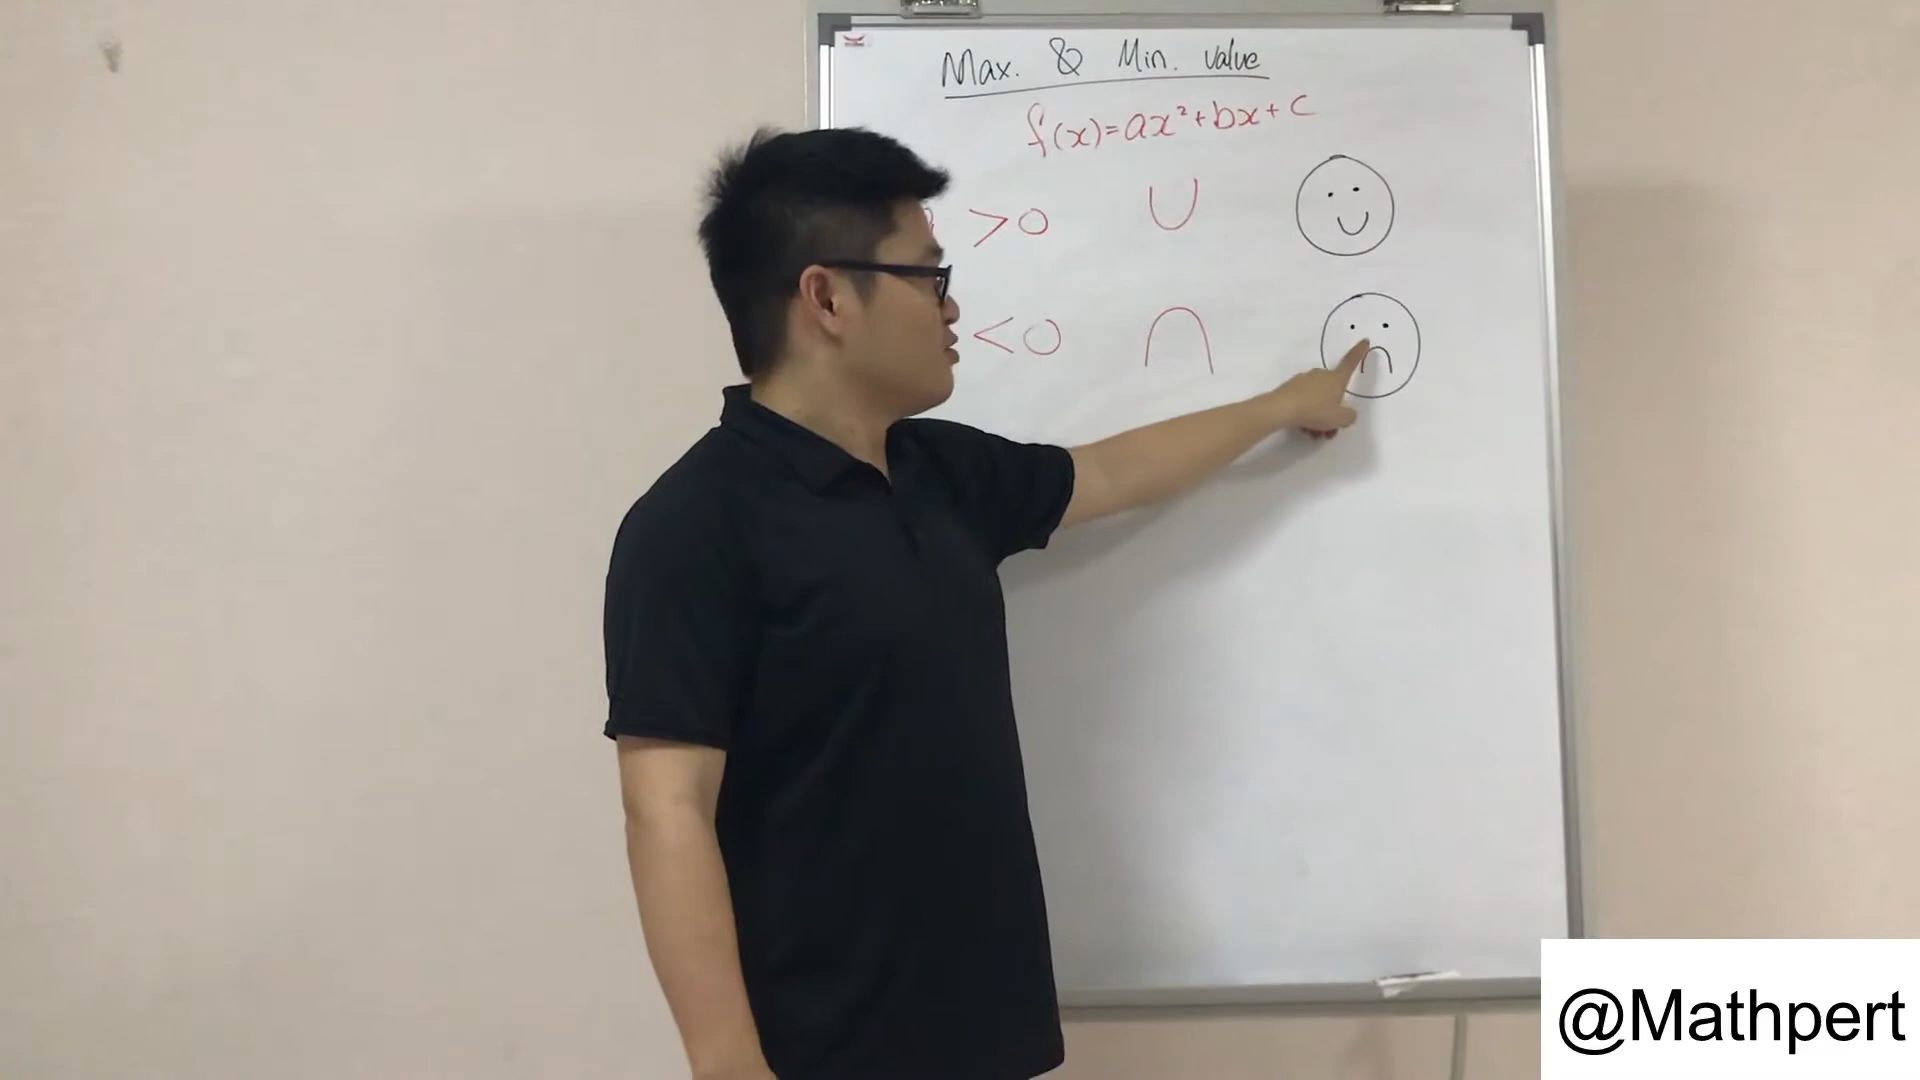 Max. & Min. value
f(x)=ax²+bx+c
>0
<0
@Mathpert